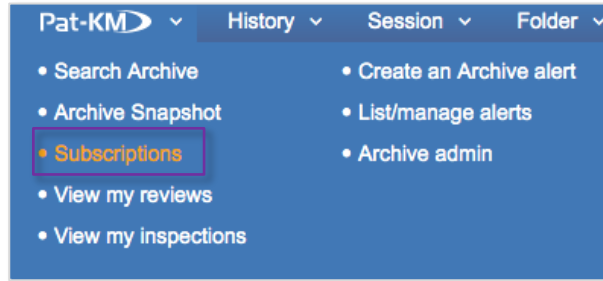 Pat-KM History Session Folder
• Search Archive • Create an Archive alert
• Archive Snapshot • List/manage alerts
• Subscriptions • Archive admin
• View my reviews
• View my inspections